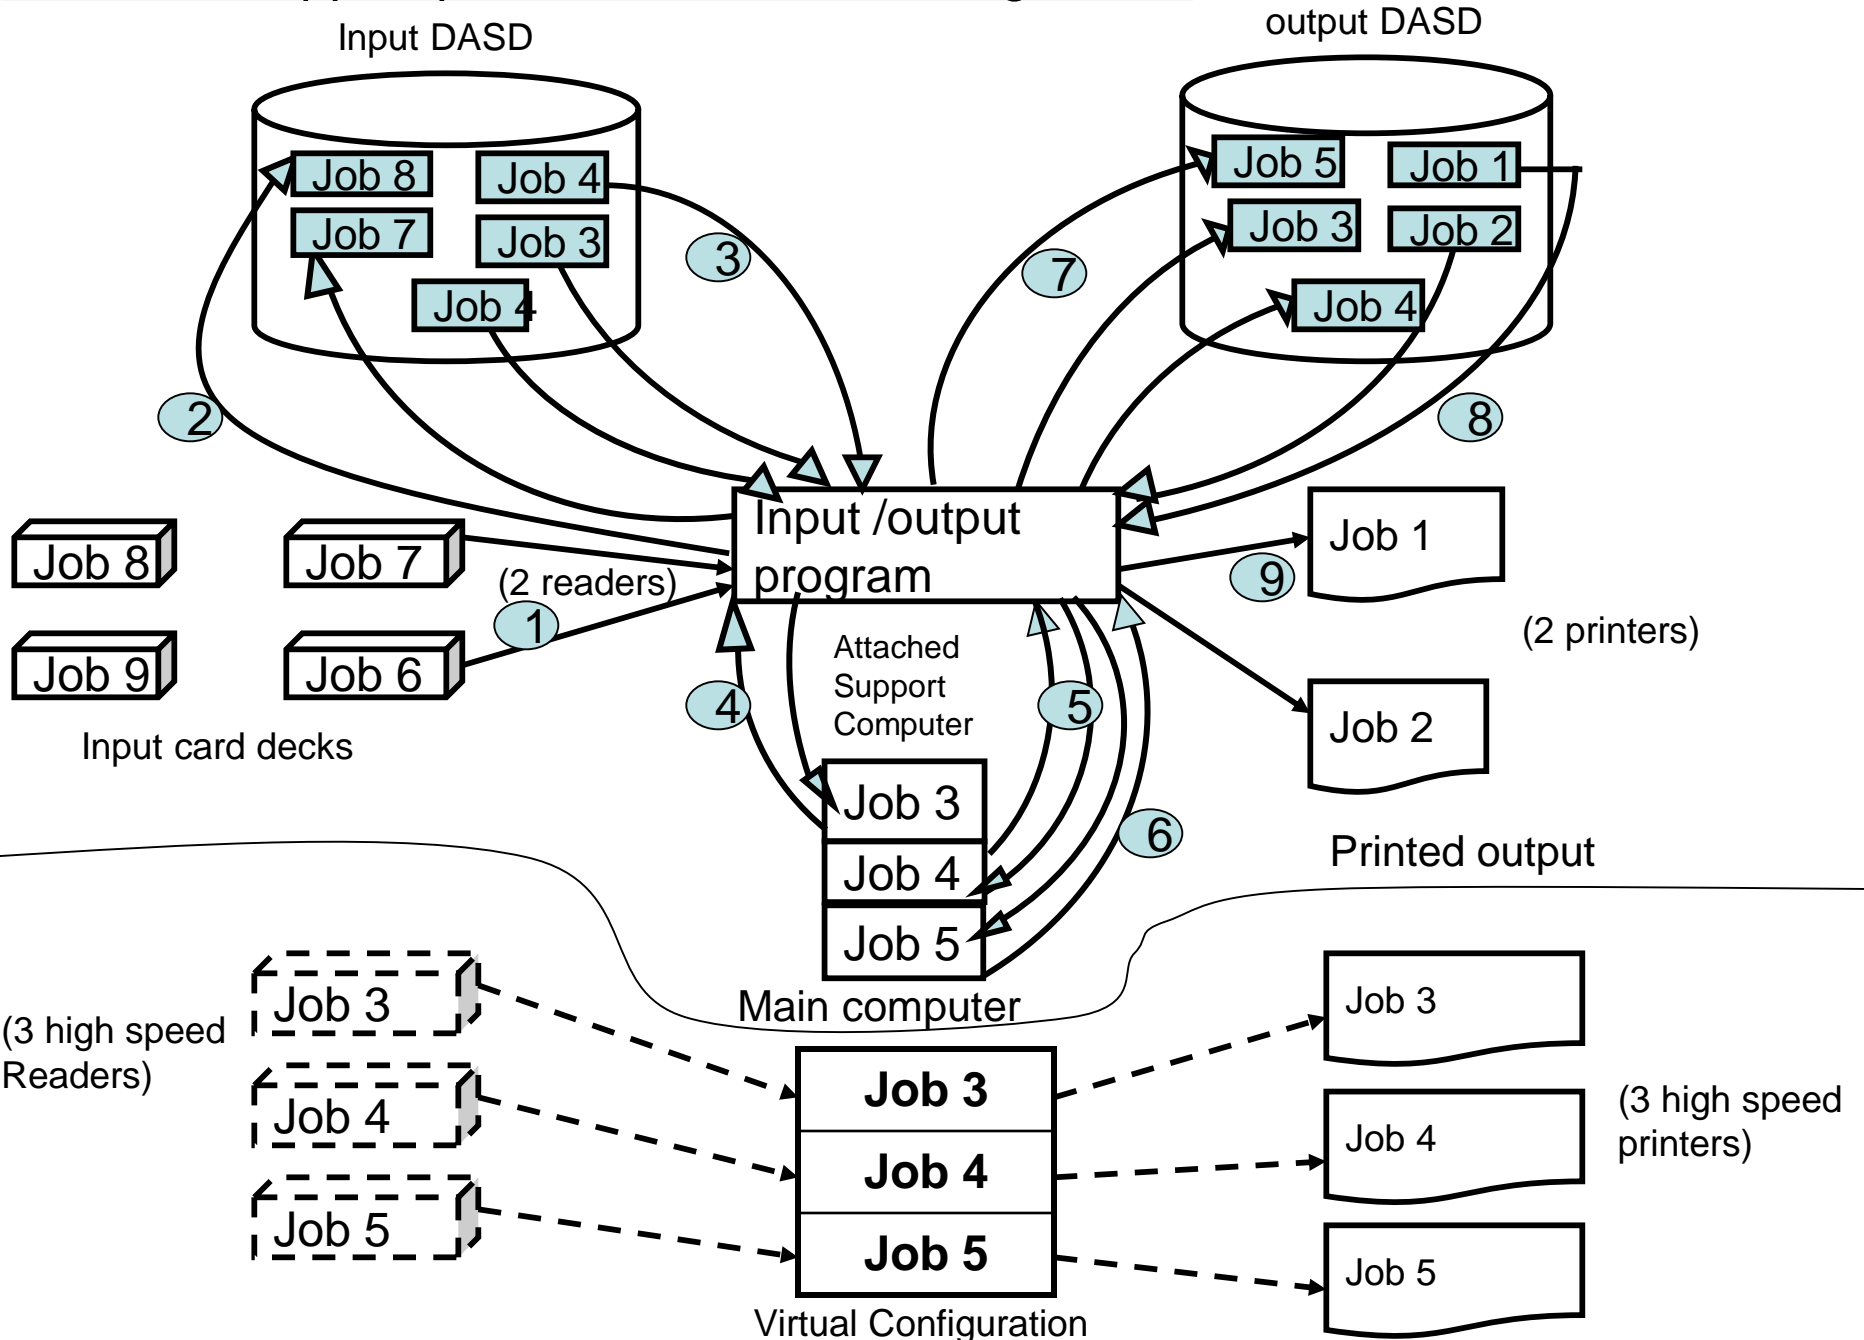 Input DASD
output DASD
Job 8
Job 4
Job 7
Job 3
Job 4
Job 5
Job 1
Job 3
Job 2
Job 4
3
7
2
8
Input /output
program
Job 8
Job 7
(2 readers)
1
Job 9
Job 6
Input card decks
Job 1
9
(2 printers)
Job 2
Printed output
Attached
Support
Computer
4
5
6
Job 3
Job 4
Job 5
Main computer
(3 high speed
Readers)
Job 3
Job 4
Job 5
Job 3
Job 4
Job 5
Virtual Configuration
Job 3
Job 4
Job 5
(3 high speed
printers)